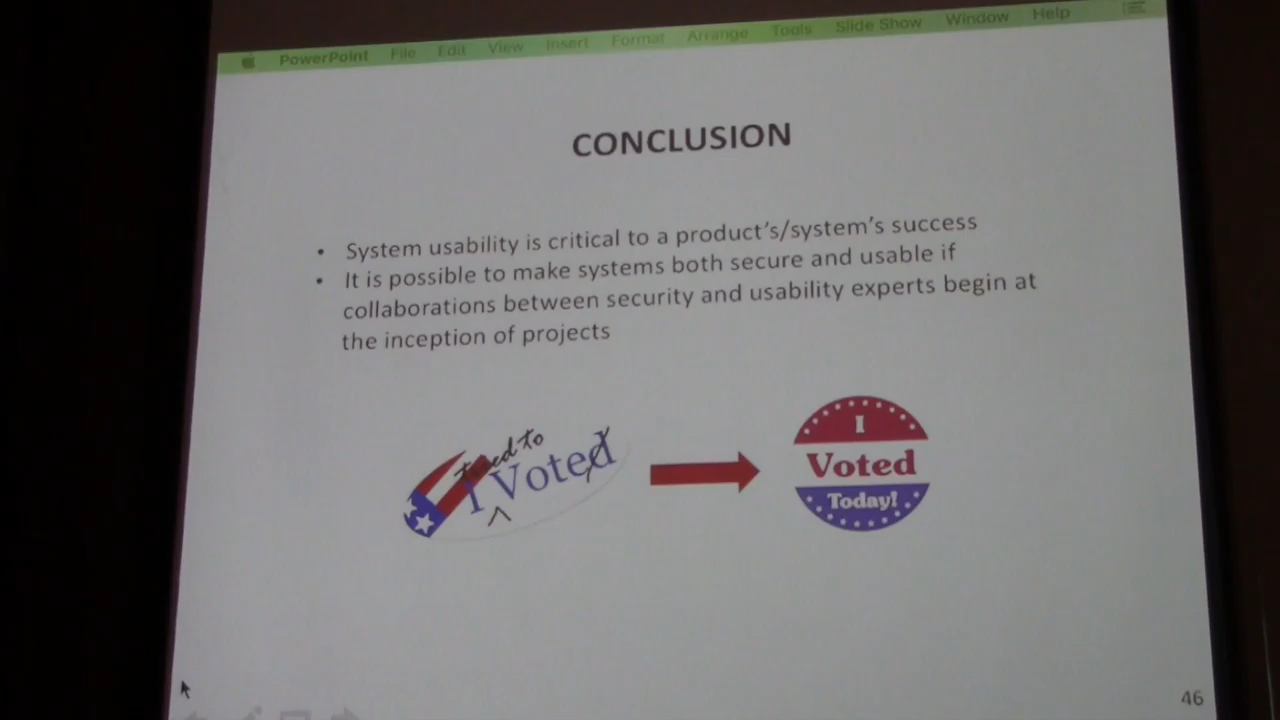 PowerPoint File Edit View Insert Format Arrange Tools Slide Show Window Help
CONCLUSION
• System usability is critical to a product's/system's success
• It is possible to make systems both secure and usable if
collaborations between security and usability experts begin at
the inception of projects
tried to
I Voted
^
I
Voted
Today!
46